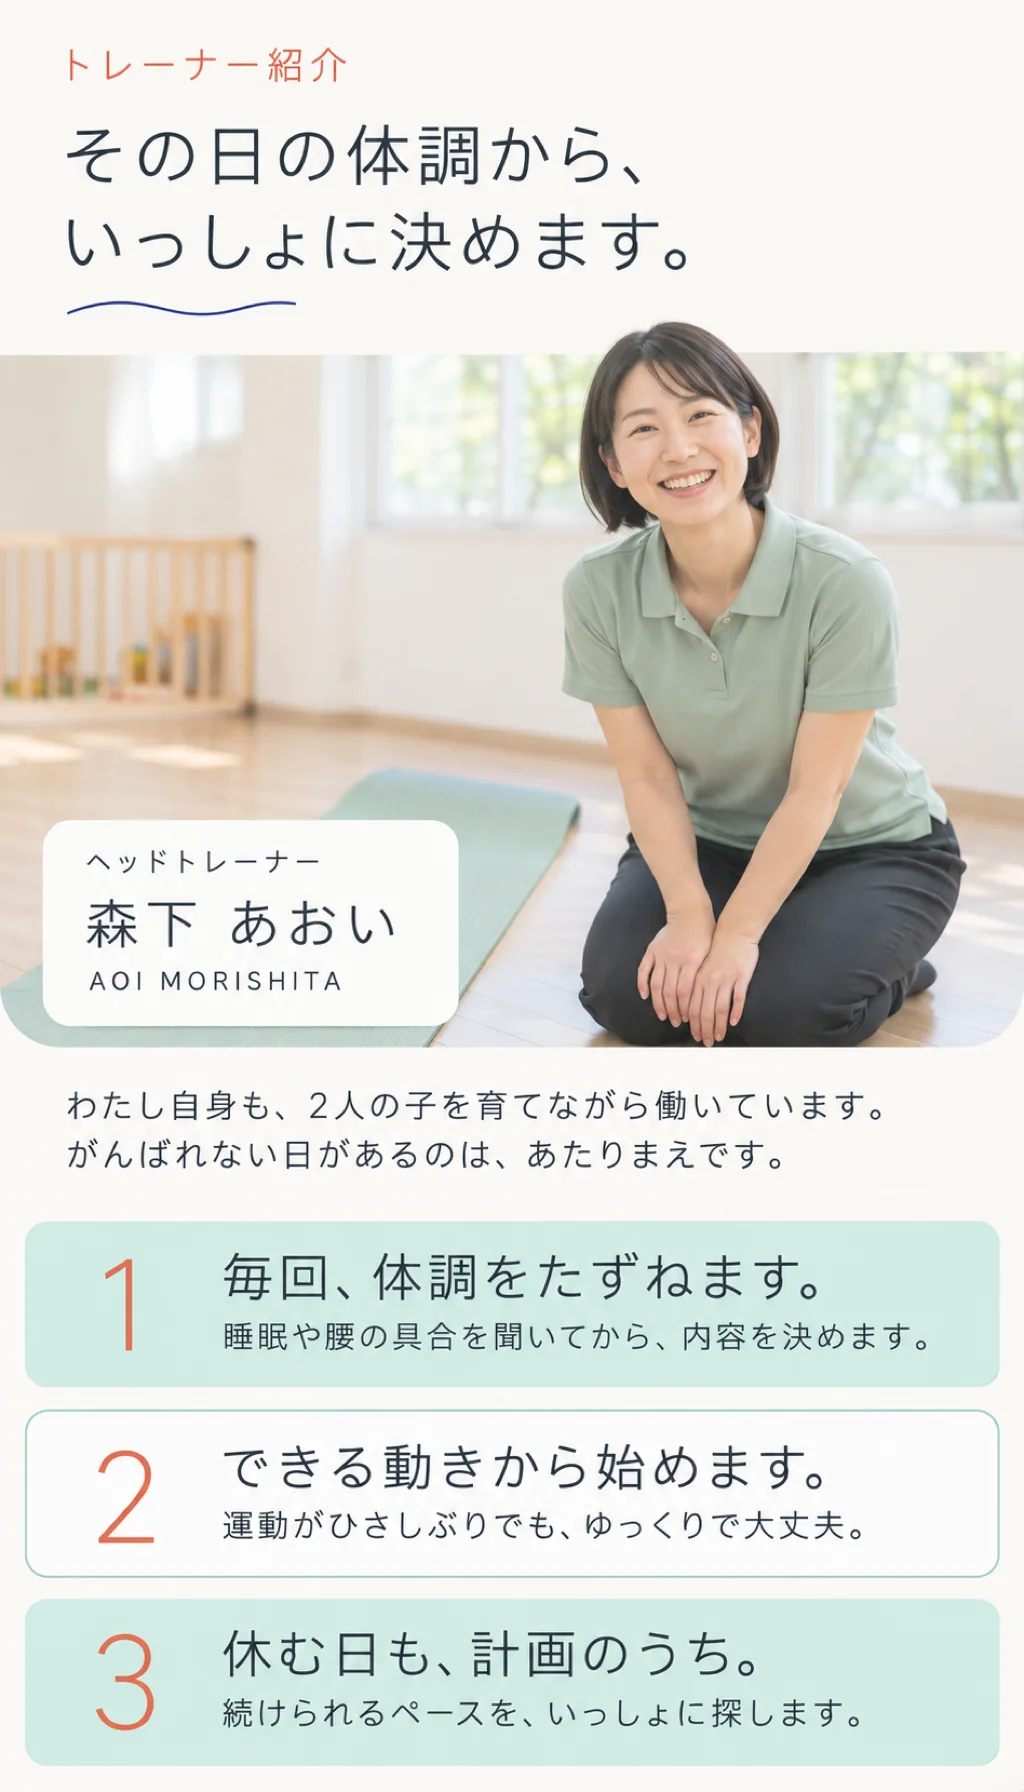 トレーナー紹介
その日の体調から、
いっしょに決めます。
ヘッドトレーナー
森下 あおい
AOI MORISHITA
わたし自身も、2人の子を育てながら働いています。
がんばれない日があるのは、あたりまえです。
1
毎回、体調をたずねます。
睡眠や腰の具合を聞いてから、内容を決めます。
2
できる動きから始めます。
運動がひさしぶりでも、ゆっくりで大丈夫。
3
休む日も、計画のうち。
続けられるペースを、いっしょに探します。